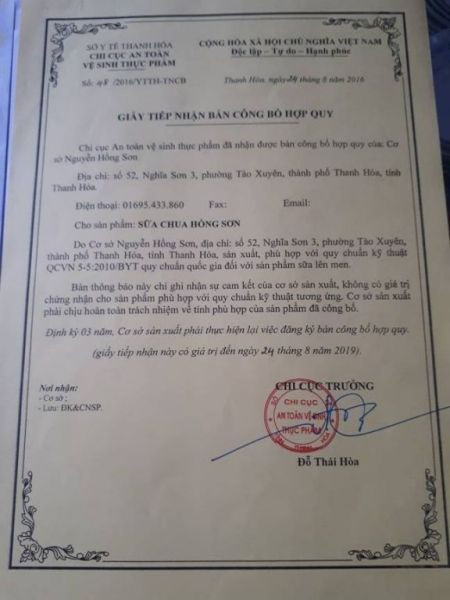 SỞ Y TẾ THANH HÓA
CHI CỤC AN TOÀN
VỆ SINH THỰC PHẨM
Số: 48 /2016/YTTH-TNCB
CỘNG HÒA XÃ HỘI CHỦ NGHĨA VIỆT NAM
Độc lập - Tự do - Hạnh phúc
Thanh Hóa, ngày 24 tháng 8 năm 2016
GIẤY TIẾP NHẬN BẢN CÔNG BỐ HỢP QUY
Chi cục An toàn vệ sinh thực phẩm đã nhận được bản công bố hợp quy của: Cơ
sở Nguyễn Hồng Sơn
Địa chỉ: số 52, Nghĩa Sơn 3, phường Tào Xuyên, thành phố Thanh Hóa, tỉnh
Thanh Hóa.
Điện thoại: 01695.433.860 Fax: Email:
Cho sản phẩm: SỮA CHUA HỒNG SƠN
Do Cơ sở Nguyễn Hồng Sơn, địa chỉ: số 52, Nghĩa Sơn 3, phường Tào Xuyên,
thành phố Thanh Hóa, tỉnh Thanh Hóa, sản xuất, phù hợp với quy chuẩn kỹ thuật
QCVN 5-5:2010/BYT quy chuẩn quốc gia đối với sản phẩm sữa lên men.
Bản thông báo này chỉ ghi nhận sự cam kết của cơ sở sản xuất, không có giá trị
chứng nhận cho sản phẩm phù hợp với quy chuẩn kỹ thuật tương ứng. Cơ sở sản xuất
phải chịu hoàn toàn trách nhiệm về tính phù hợp của sản phẩm đã công bố.
Định kỳ 03 năm, Cơ sở sản xuất phải thực hiện lại việc đăng ký bản công bố hợp quy.
(giấy tiếp nhận này có giá trị đến ngày 24 tháng 8 năm 2019).
Nơi nhận:
- Cơ sở ;
- Lưu: ĐK&CNSP.
CHI CỤC TRƯỞNG
CHI CỤC
AN TOÀN VỆ SINH
THỰC PHẨM
Đỗ Thái Hòa